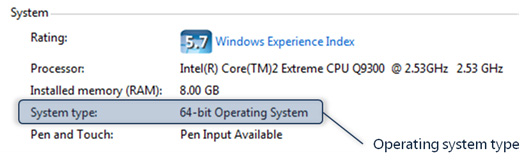 System
Rating: 5.7 Windows Experience Index
Processor: Intel(R) Core(TM)2 Extreme CPU Q9300 @ 2.53GHz 2.53 GHz
Installed memory (RAM): 8.00 GB
System type: 64-bit Operating System
Pen and Touch: Pen Input Available
Operating system type